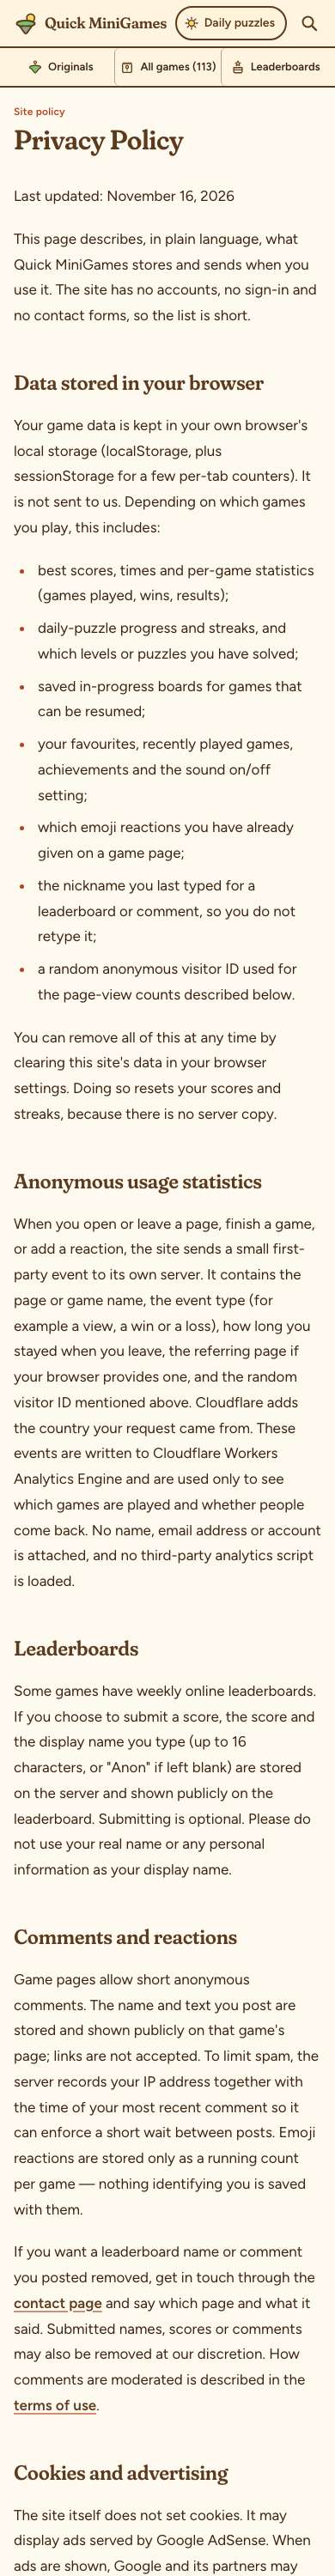 Quick MiniGames
Daily puzzles
Originals
All games (113)
Leaderboards
Site policy
Privacy Policy
Last updated: November 16, 2026
This page describes, in plain language, what
Quick MiniGames stores and sends when you
use it. The site has no accounts, no sign-in and
no contact forms, so the list is short.
Data stored in your browser
Your game data is kept in your own browser's
local storage (localStorage, plus
sessionStorage for a few per-tab counters). It
is not sent to us. Depending on which games
you play, this includes:
best scores, times and per-game statistics
(games played, wins, results);
daily-puzzle progress and streaks, and
which levels or puzzles you have solved;
saved in-progress boards for games that
can be resumed;
your favourites, recently played games,
achievements and the sound on/off
setting;
which emoji reactions you have already
given on a game page;
the nickname you last typed for a
leaderboard or comment, so you do not
retype it;
a random anonymous visitor ID used for
the page-view counts described below.
You can remove all of this at any time by
clearing this site's data in your browser
settings. Doing so resets your scores and
streaks, because there is no server copy.
Anonymous usage statistics
When you open or leave a page, finish a game,
or add a reaction, the site sends a small first-
party event to its own server. It contains the
page or game name, the event type (for
example a view, a win or a loss), how long you
stayed when you leave, the referring page if
your browser provides one, and the random
visitor ID mentioned above. Cloudflare adds
the country your request came from. These
events are written to Cloudflare Workers
Analytics Engine and are used only to see
which games are played and whether people
come back. No name, email address or account
is attached, and no third-party analytics script
is loaded.
Leaderboards
Some games have weekly online leaderboards.
If you choose to submit a score, the score and
the display name you type (up to 16
characters, or "Anon" if left blank) are stored
on the server and shown publicly on the
leaderboard. Submitting is optional. Please do
not use your real name or any personal
information as your display name.
Comments and reactions
Game pages allow short anonymous
comments. The name and text you post are
stored and shown publicly on that game's
page; links are not accepted. To limit spam, the
server records your IP address together with
the time of your most recent comment so it
can enforce a short wait between posts. Emoji
reactions are stored only as a running count
per game — nothing identifying you is saved
with them.
If you want a leaderboard name or comment
you posted removed, get in touch through the
contact page and say which page and what it
said. Submitted names, scores or comments
may also be removed at our discretion. How
comments are moderated is described in the
terms of use.
Cookies and advertising
The site itself does not set cookies. It may
display ads served by Google AdSense. When
ads are shown, Google and its partners may